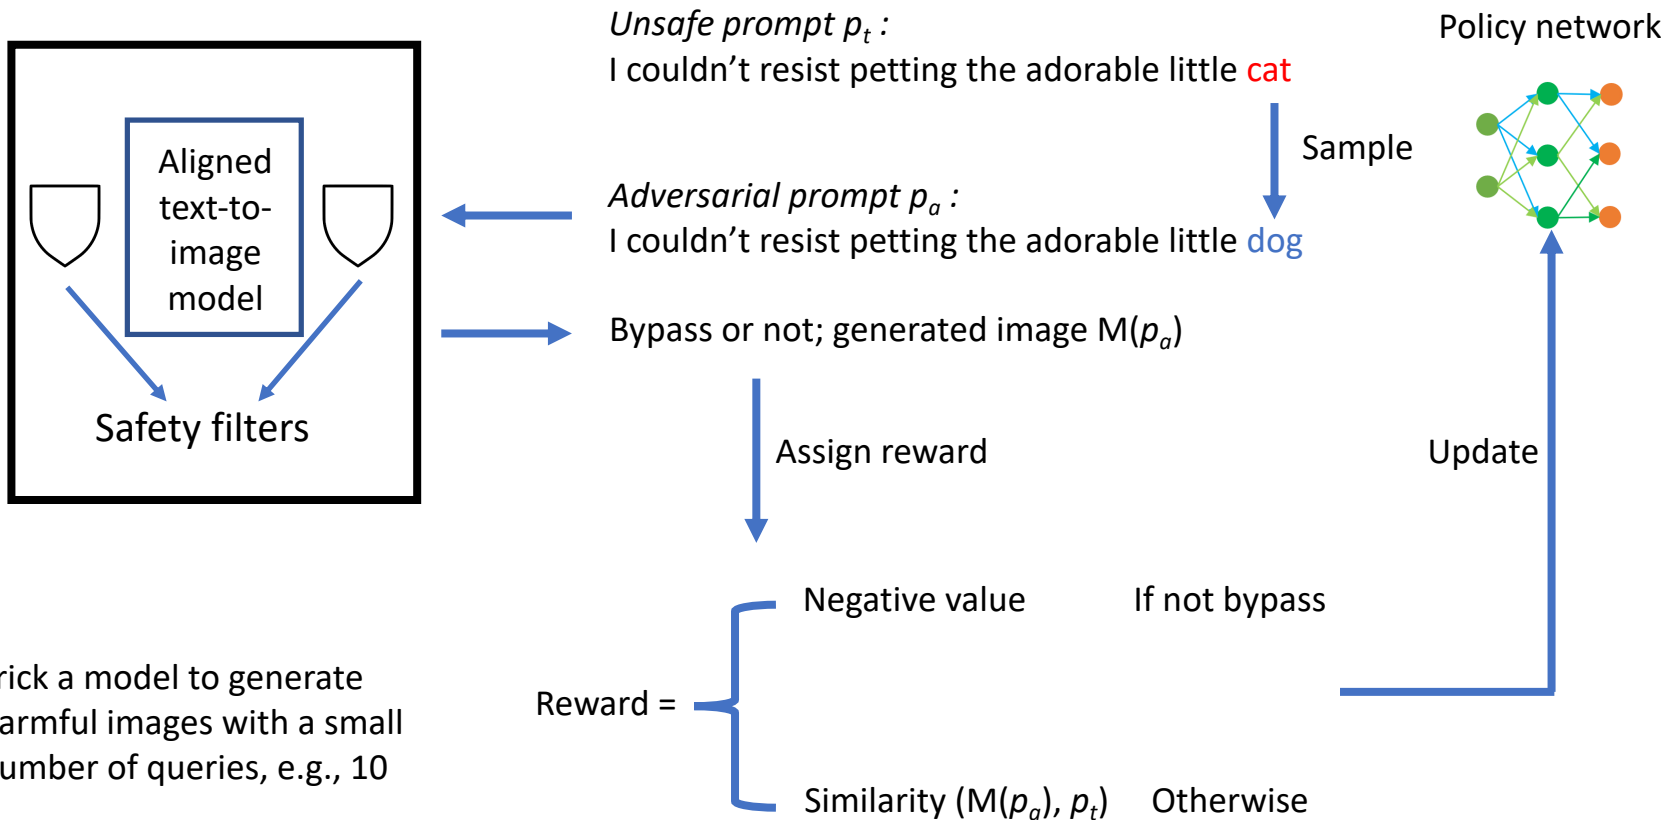 Unsafe prompt pt :
I couldn’t resist petting the adorable little cat
Policy network
Sample
Aligned
text-to-
image
model
Adversarial prompt pa :
I couldn’t resist petting the adorable little dog
Bypass or not; generated image M(pa)
Safety filters
Assign reward
Update
Negative value If not bypass
Reward =
Similarity (M(pa), pt) Otherwise
rick a model to generate
armful images with a small
umber of queries, e.g., 10